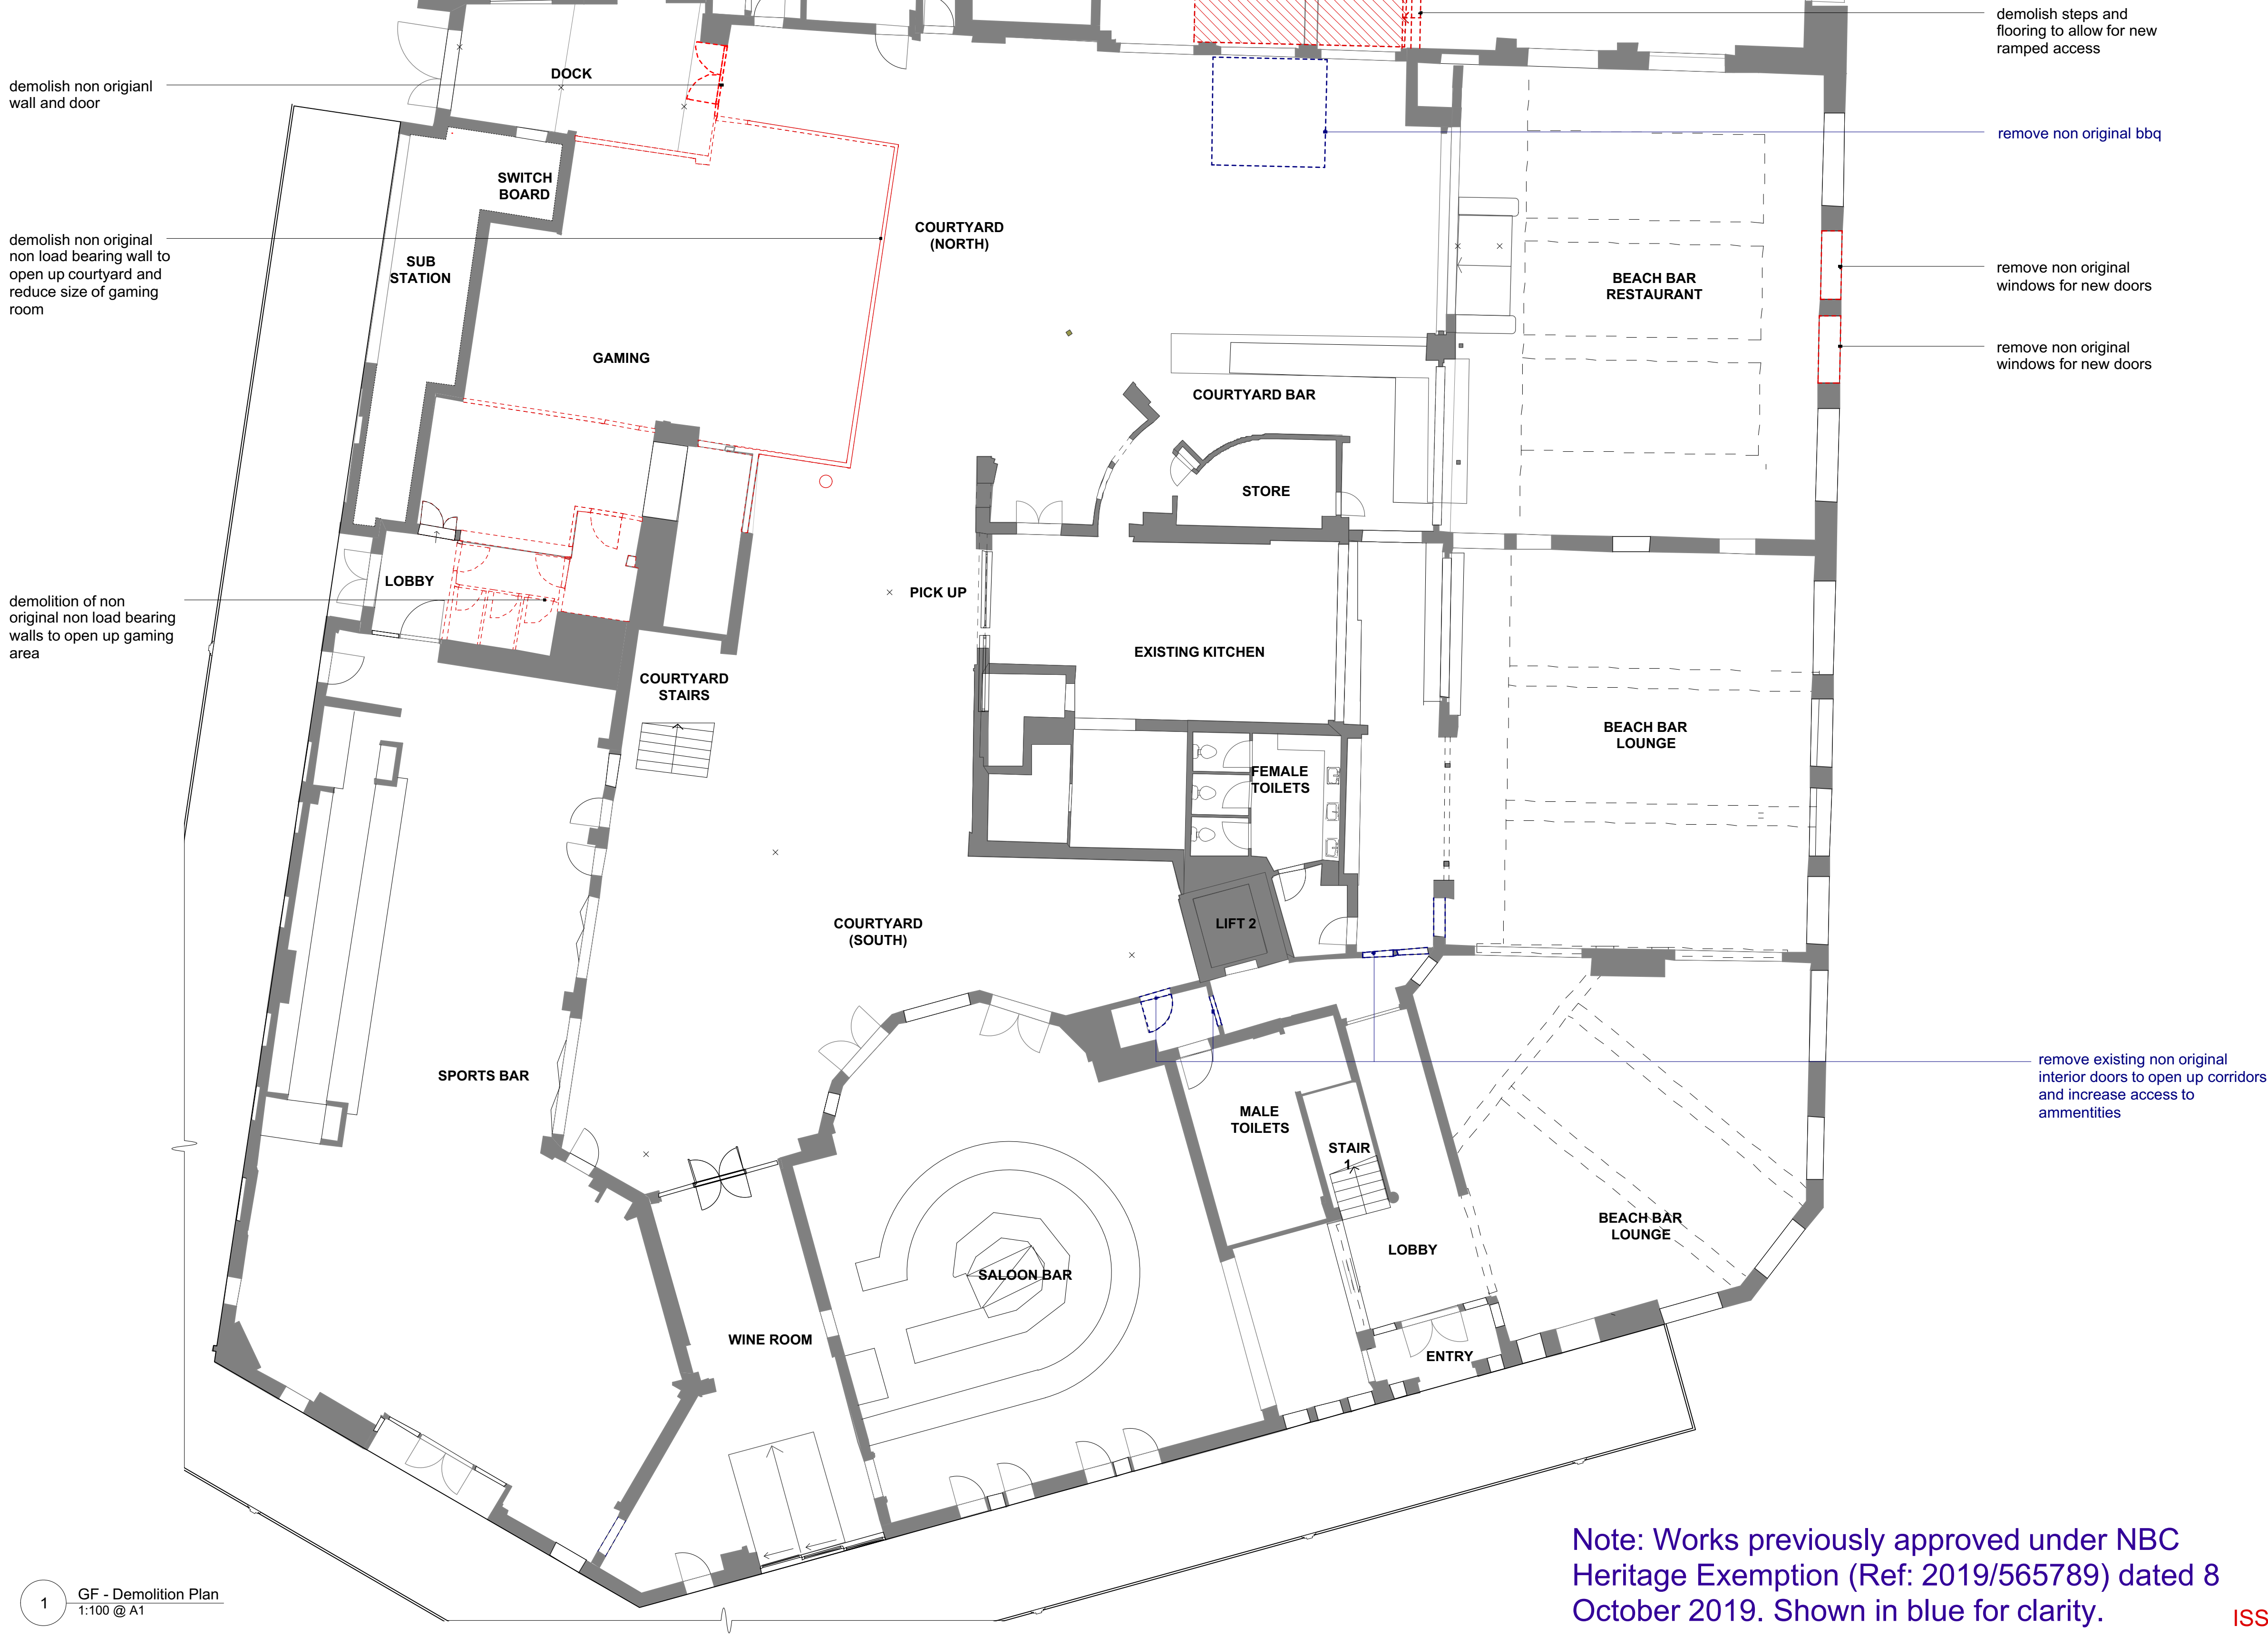 demolish steps and
flooring to allow for new
ramped access
DOCK
demolish non origianl
wall and door
remove non original bbq
SWITCH
BOARD
COURTYARD
(NORTH)
demolish non original
non load bearing wall to
open up courtyard and
reduce size of gaming
room
SUB
STATION
BEACH BAR
RESTAURANT
remove non original
windows for new doors
remove non original
windows for new doors
GAMING
COURTYARD BAR
STORE
LOBBY
PICK UP
demolition of non
original non load bearing
walls to open up gaming
area
EXISTING KITCHEN
COURTYARD
STAIRS
BEACH BAR
LOUNGE
FEMALE
TOILETS
COURTYARD
(SOUTH)
LIFT 2
SPORTS BAR
remove existing non original
interior doors to open up corridors
and increase access to
ammentities
MALE
TOILETS
STAIR
1
BEACH BAR
LOUNGE
LOBBY
SALOON BAR
WINE ROOM
ENTRY
Note: Works previously approved under NBC
Heritage Exemption (Ref: 2019/565789) dated 8
October 2019. Shown in blue for clarity.
1
GF - Demolition Plan
1:100 @ A1
ISS